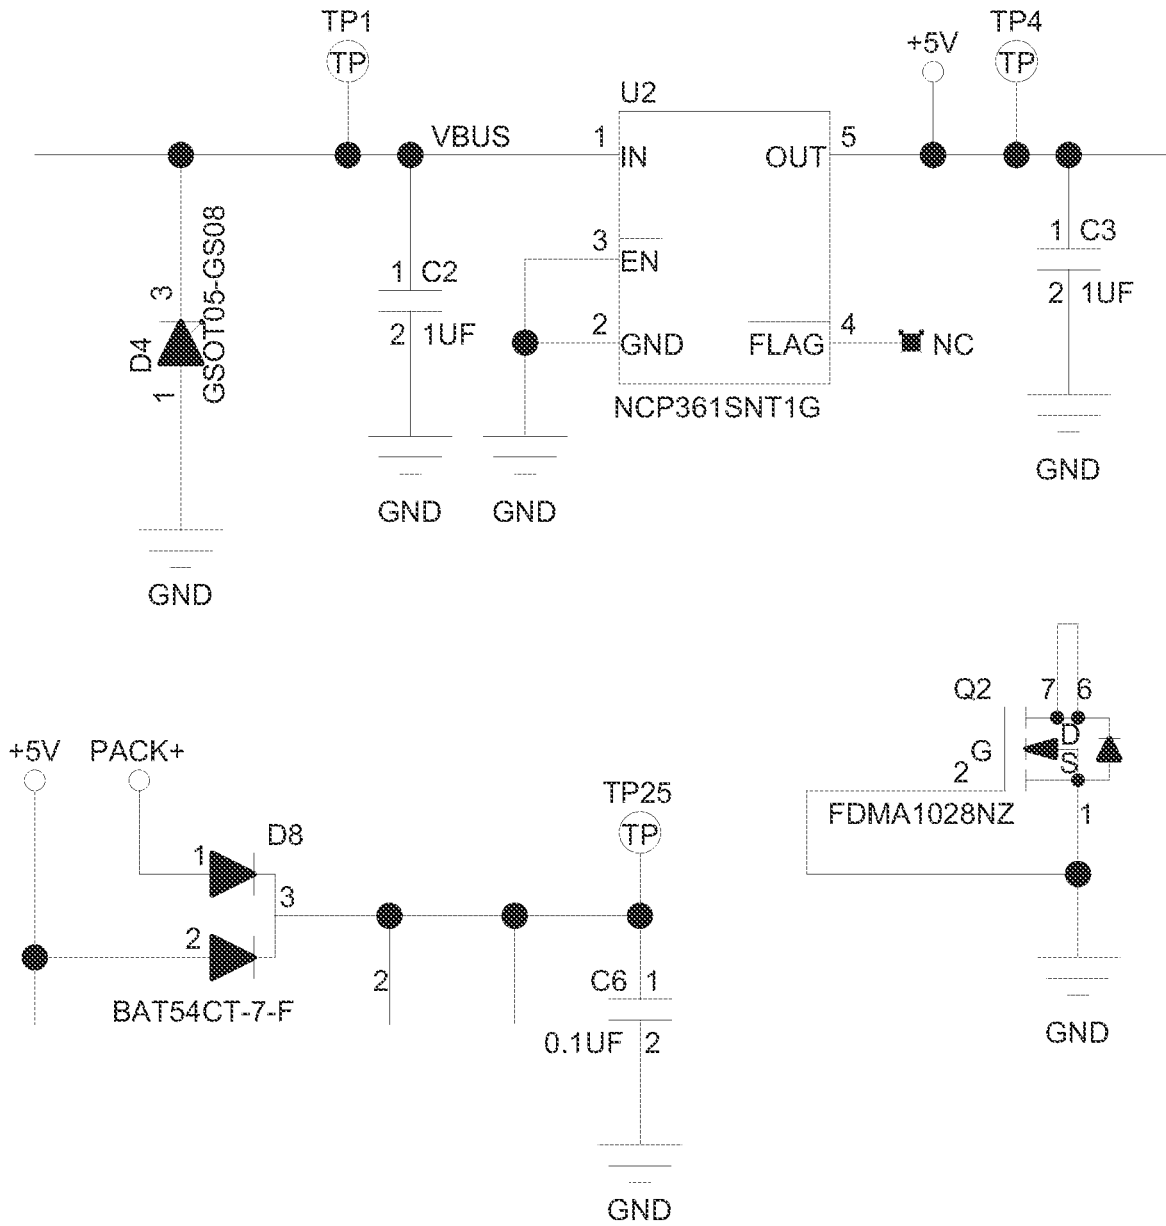 TP1
TP
TP4
TP
+5V
U2
VBUS
1
IN
OUT
5
3
EN
2
GND
FLAG
4
NC
NCP361SNT1G
3
D4
1
GSOT05-GS08
1
C2
2
1UF
1
C3
2
1UF
GND
GND
GND
GND
Q2
7
6
G
D
S
2
FDMA1028NZ
1
GND
+5V
PACK+
D8
1
3
2
BAT54CT-7-F
TP25
TP
2
C6
1
0.1UF
2
GND